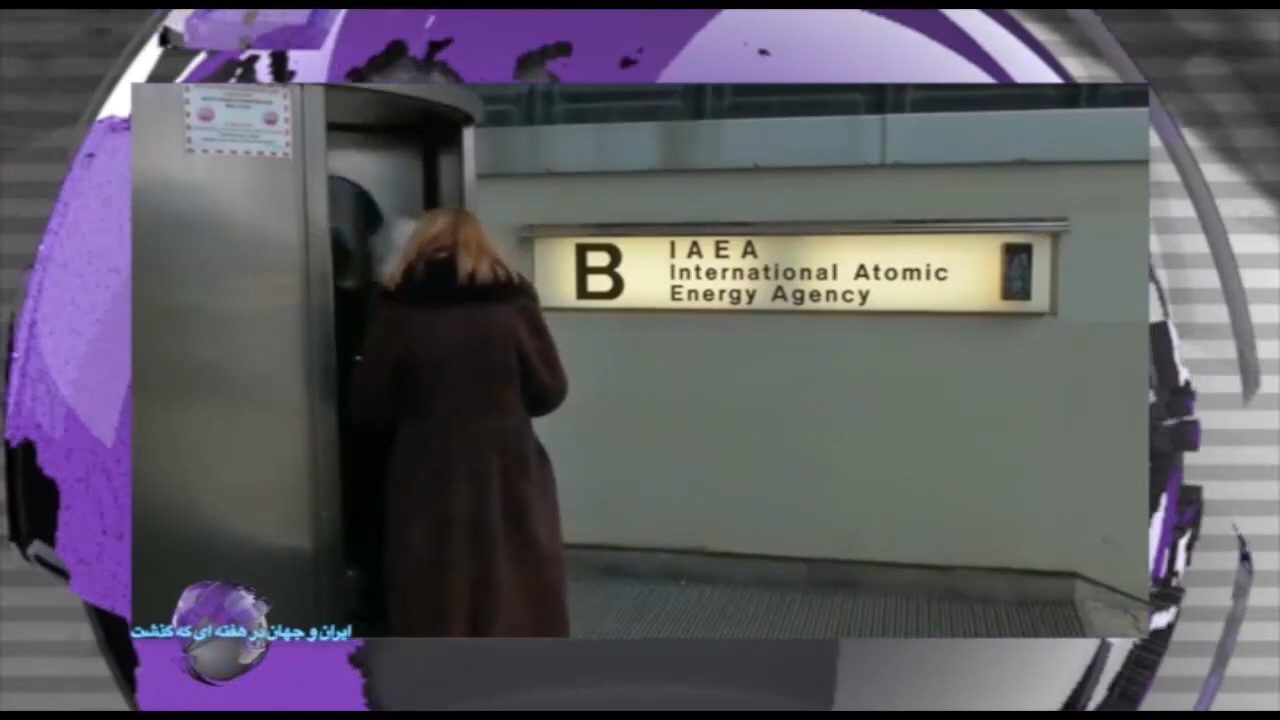 B
IAEA
International Atomic
Energy Agency
ایران و جهان در هفته ای که گذشت